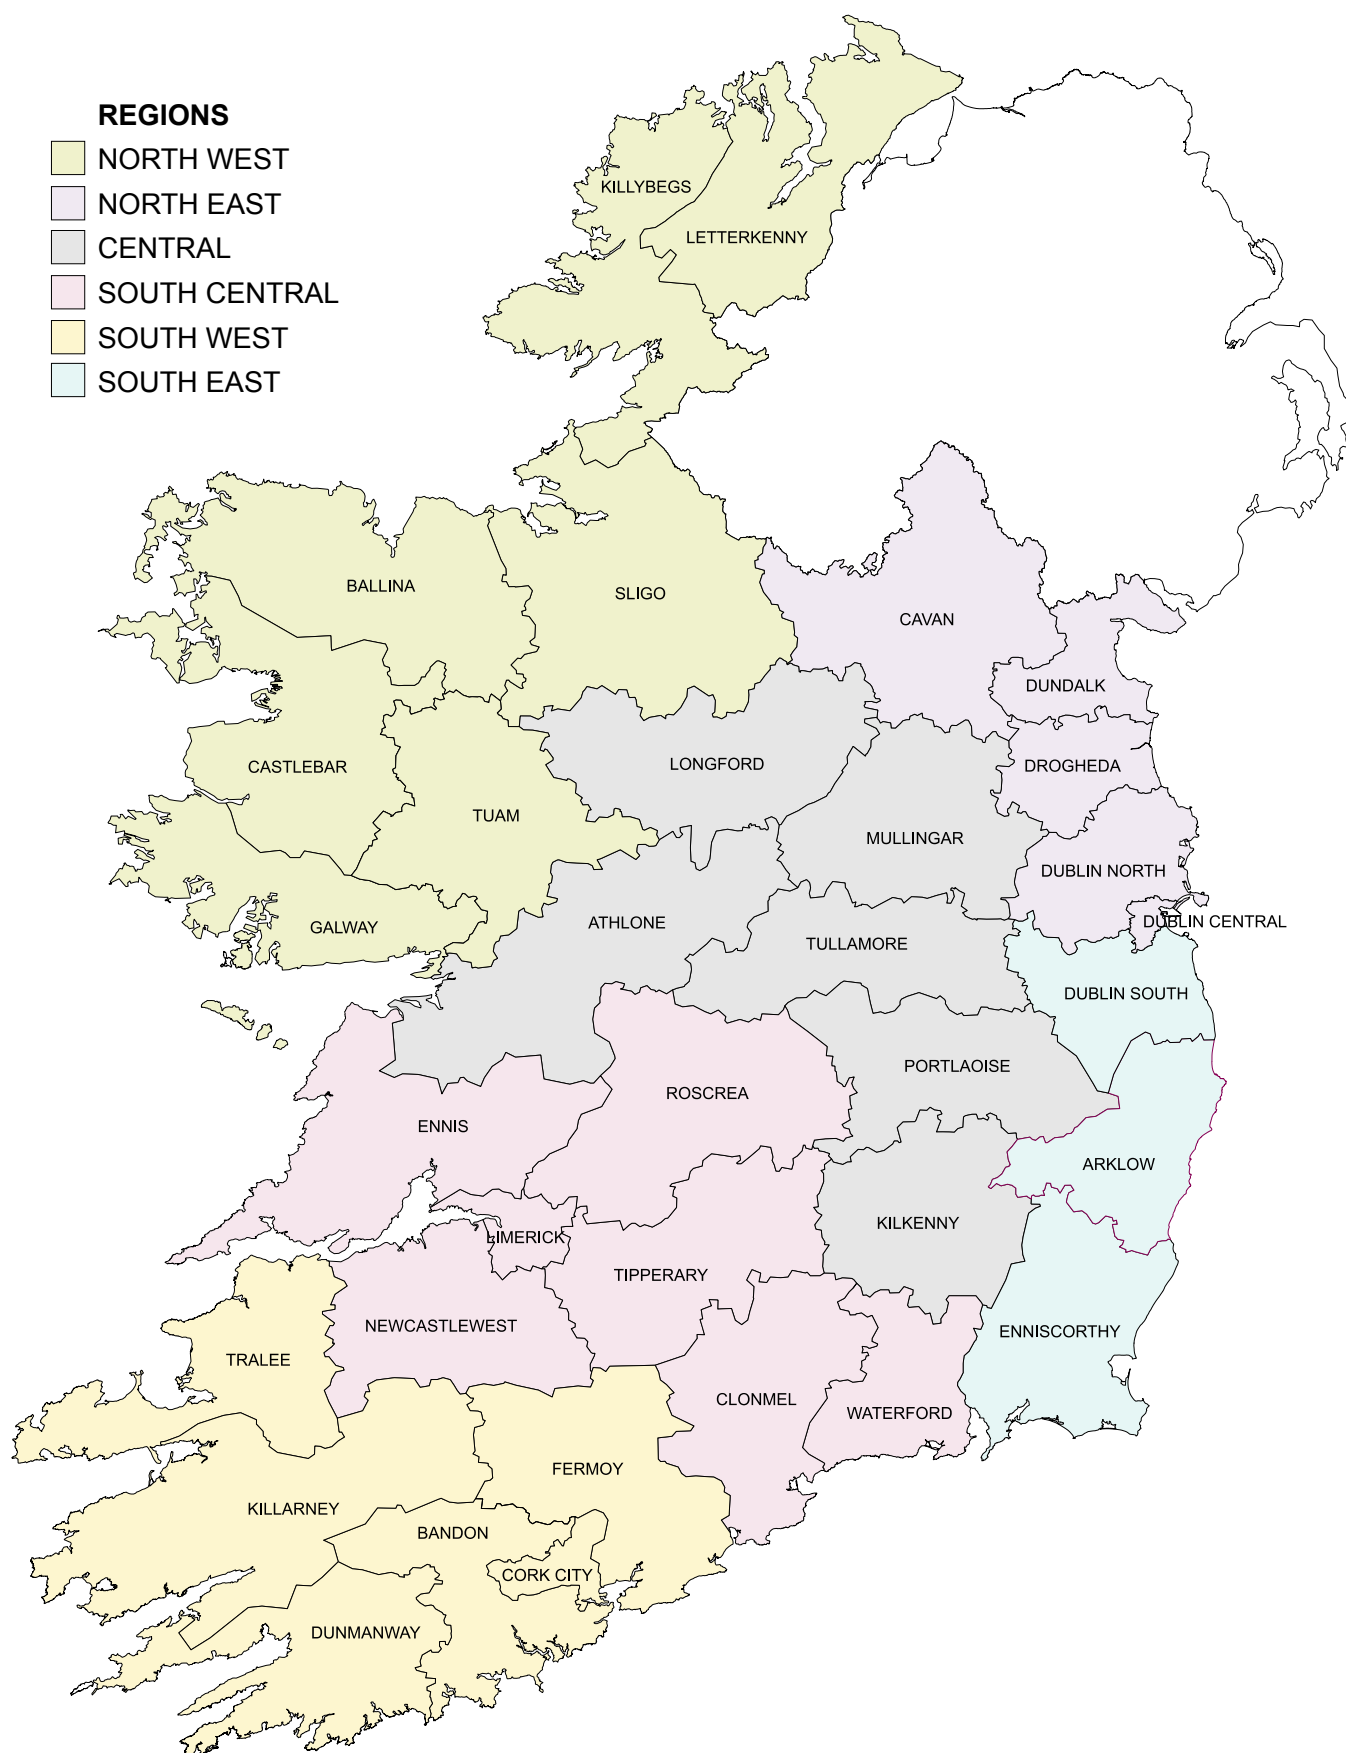 REGIONS
NORTH WEST
NORTH EAST
CENTRAL
SOUTH CENTRAL
SOUTH WEST
SOUTH EAST
KILLYBEGS
LETTERKENNY
BALLINA
SLIGO
CAVAN
DUNDALK
CASTLEBAR
LONGFORD
DROGHEDA
TUAM
MULLINGAR
DUBLIN NORTH
GALWAY
ATHLONE
TULLAMORE
DUBLIN CENTRAL
DUBLIN SOUTH
PORTLAOISE
ROSCREA
ENNIS
ARKLOW
KILKENNY
LIMERICK
TIPPERARY
NEWCASTLEWEST
ENNISCORTHY
TRALEE
CLONMEL
WATERFORD
FERMOY
KILLARNEY
BANDON
CORK CITY
DUNMANWAY